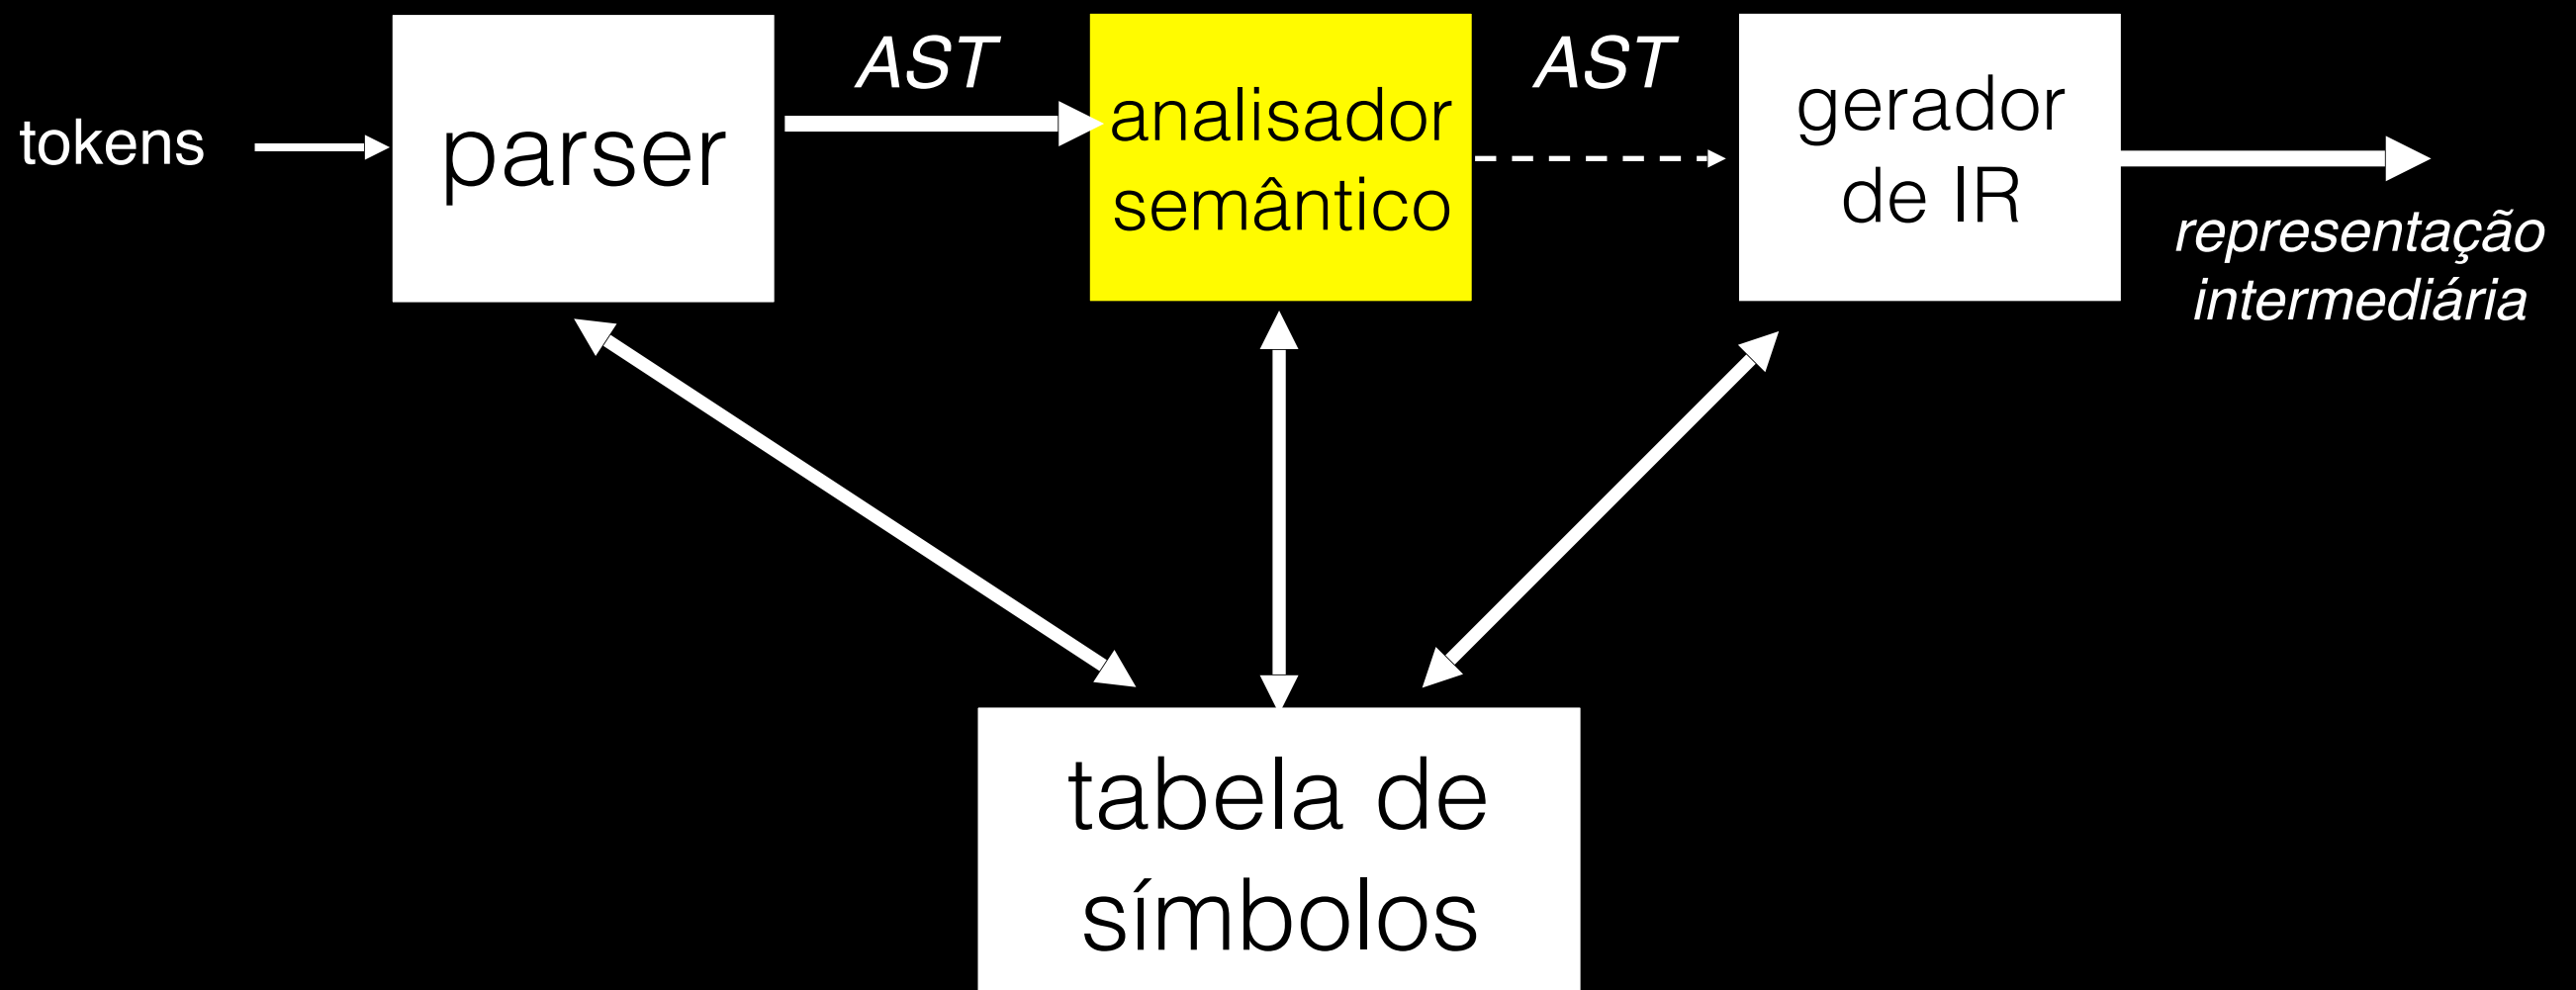 tokens
parser
AST
analisador
semântico
AST
gerador
de IR
representação
intermediária
tabela de
símbolos